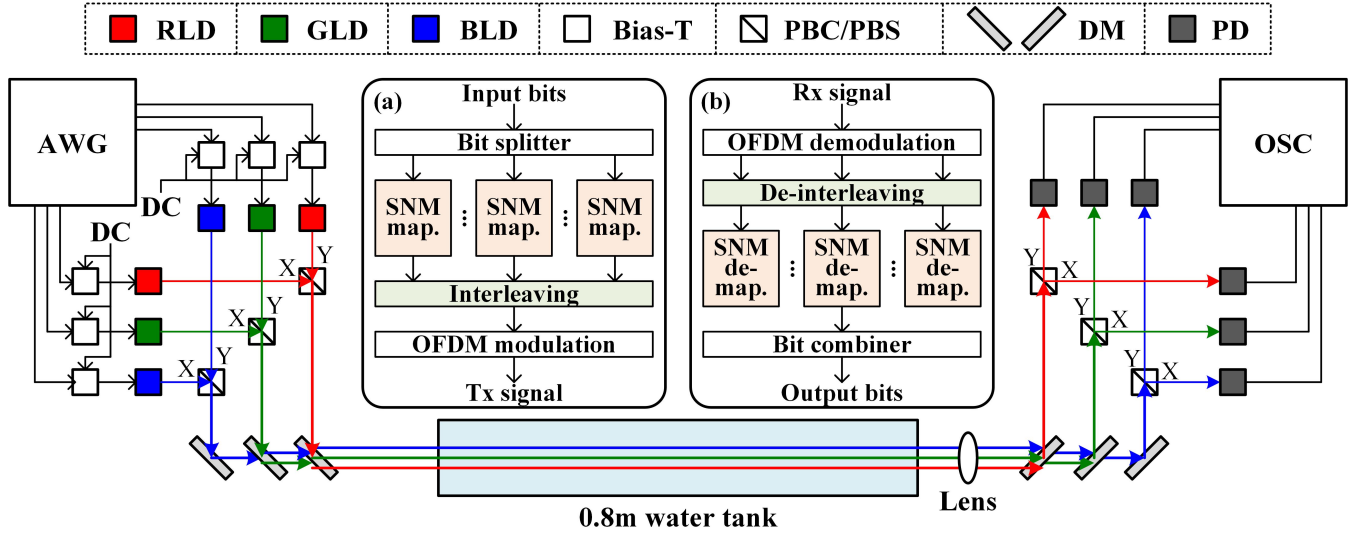 RLD GLD BLD Bias-T PBC/PBS DM PD
AWG
DC
DC
X Y
X Y
X Y
(a)
Input bits
Bit splitter
SNM map. ... SNM map. ... SNM map.
Interleaving
OFDM modulation
Tx signal
(b)
Rx signal
OFDM demodulation
De-interleaving
SNM de-map. ... SNM de-map. ... SNM de-map.
Bit combiner
Output bits
OSC
Y X
Y X
Y X
Lens
0.8m water tank